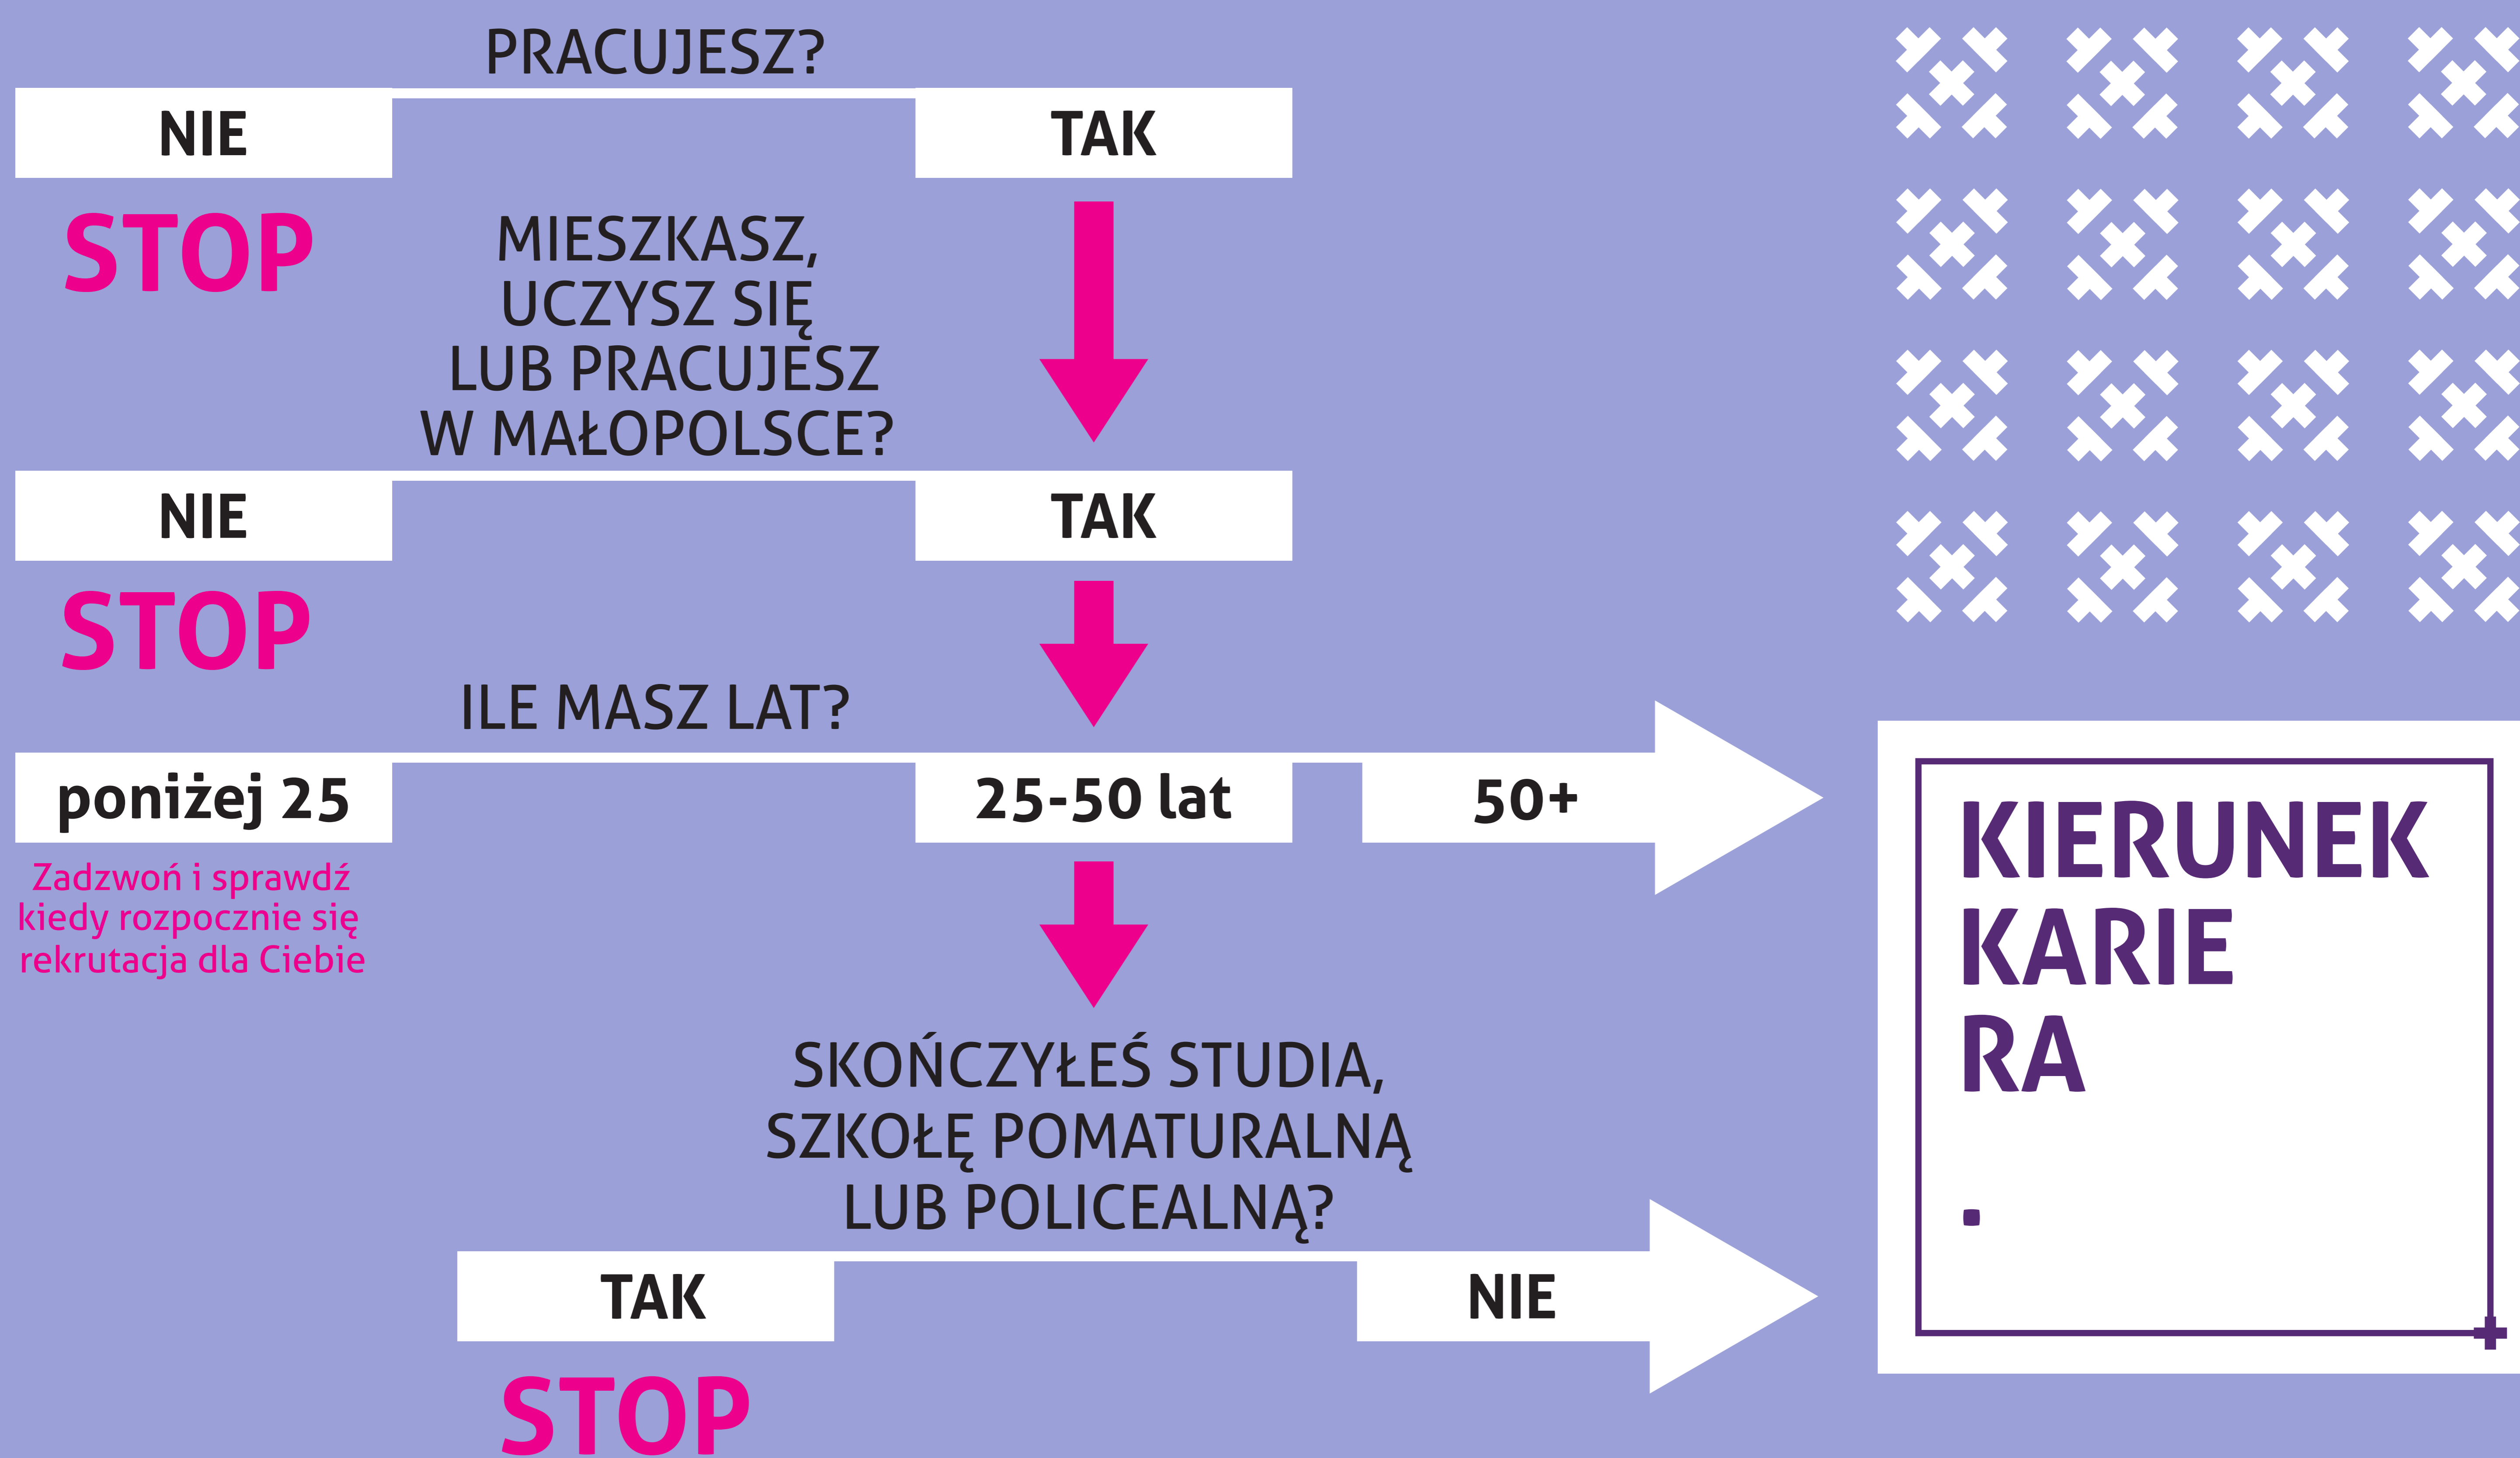 PRACUJESZ?
NIE
TAK
STOP
MIESZKASZ,
UCZYSZ SIĘ
LUB PRACUJESZ
W MAŁOPOLSCE?
NIE
TAK
STOP
ILE MASZ LAT?
poniżej 25
25-50 lat
50+
Zadzwoń i sprawdź
kiedy rozpocznie się
rekrutacja dla Ciebie
SKOŃCZYŁEŚ STUDIA,
SZKOŁĘ POMATURALNĄ
LUB POLICEALNĄ?
TAK
NIE
STOP
KIERUNEK
KARIE
RA
.